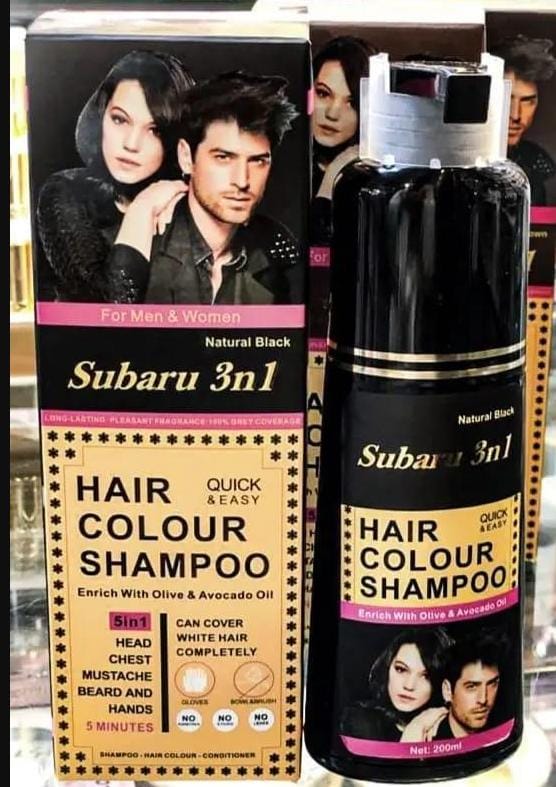 For Men & Women
Natural Black
Subaru 3n1
LONG-LASTING PLEASANT FRAGRANCE 100% GREY COVERAGE
HAIR
COLOUR
SHAMPOO
QUICK
& EASY
Enrich With Olive & Avocado Oil
5in1
HEAD
CHEST
MUSTACHE
BEARD AND
HANDS
5 MINUTES
CAN COVER
WHITE HAIR
COMPLETELY
GLOVES
BOWL&BRUSH
NO
NO
NO
SHAMPOO - HAIR COLOUR - CONDITIONER
Natural Black
Subaru 3n1
HAIR
COLOUR
SHAMPOO
QUICK
& EASY
Enrich With Olive & Avocado Oil
Net: 200ml